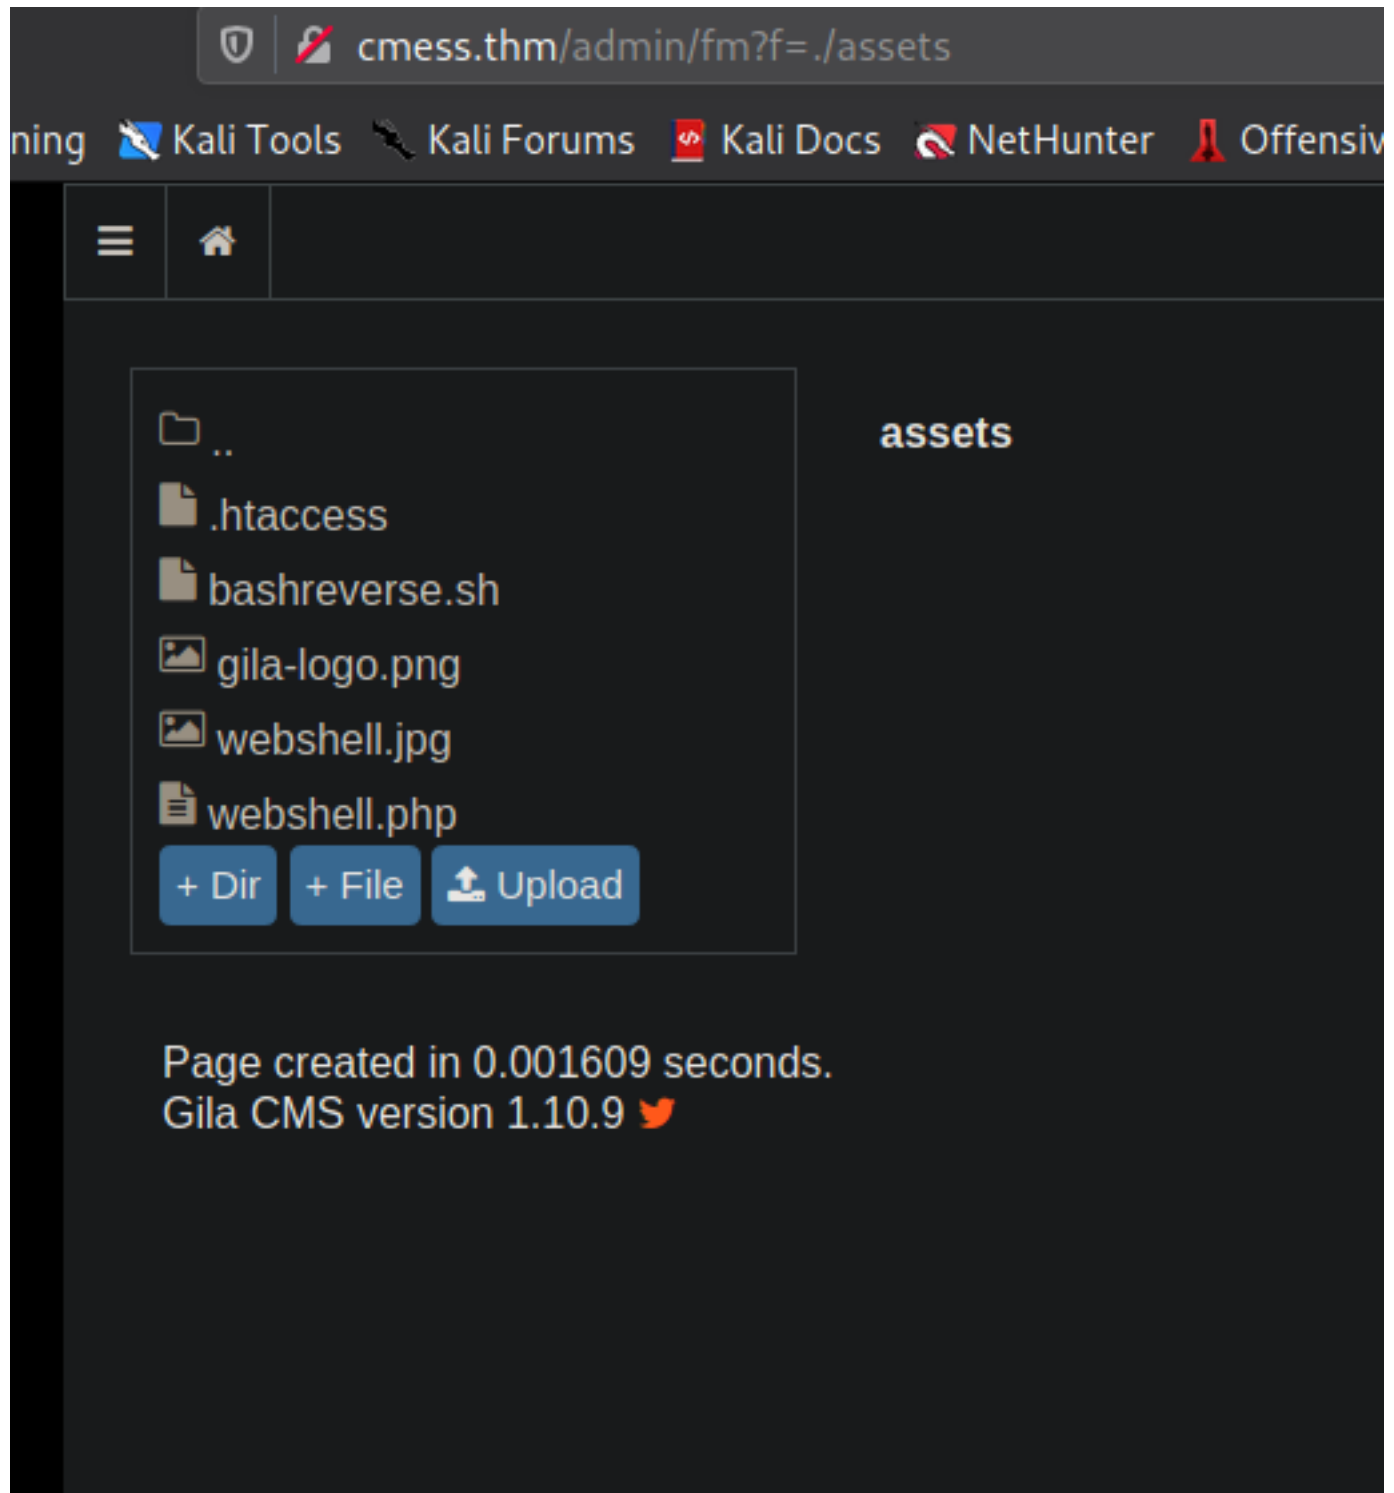 cmess.thm/admin/fm?f=./assets
ning Kali Tools Kali Forums Kali Docs NetHunter Offensiv
..
assets
.htaccess
bashreverse.sh
gila-logo.png
webshell.jpg
webshell.php
+ Dir + File Upload
Page created in 0.001609 seconds.
Gila CMS version 1.10.9